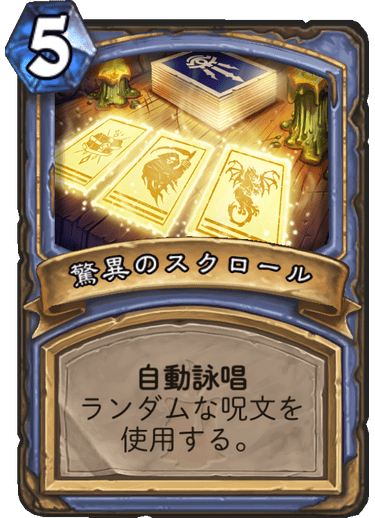 5
驚異のスクロール
自動詠唱
ランダムな呪文を
使用する。